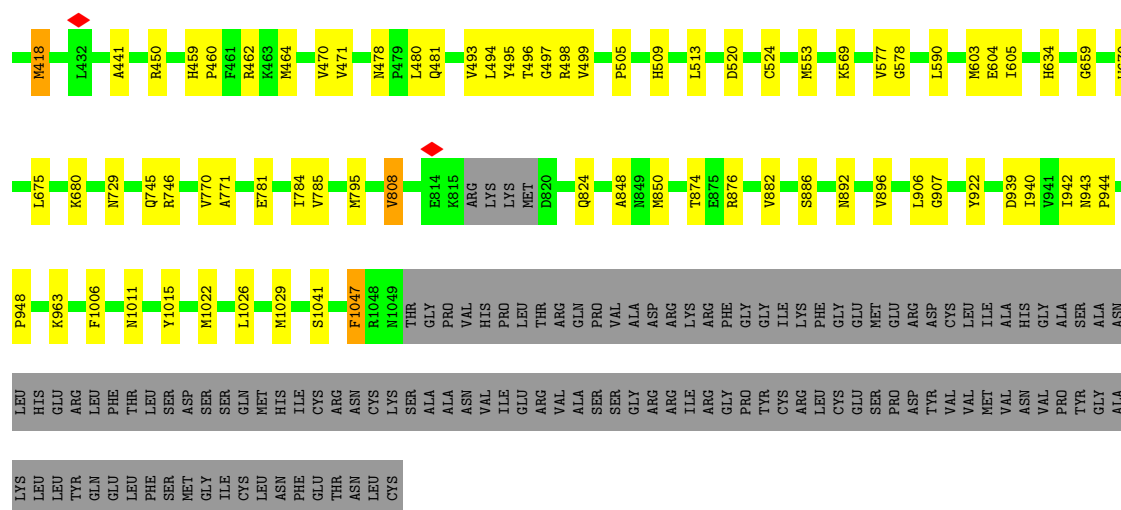 M418 L432 A441 R450 H459 P460 F461 R462 K463 M464 V470 V471 N478 P479 L480 Q481 V493 L494 Y495 T496 G497 R498 V499 P505 H509 L513 D520 C524 M553 K569 V577 G578 L590 M603 E604 I605 H634 G659
L675 K680 N729 Q745 R746 V770 A771 E781 I784 V785 M795 V808 E814 K815 ARG LYS LYS MET D820 Q824 A848 N849 M850 T874 E875 R876 V882 S886 N892 V896 L906 G907 Y922 D939 I940 V941 I942 N943 P944
P948 K963 F1006 N1011 Y1015 M1022 L1026 M1029 S1041 F1047 R1048 N1049 THR GLY PRO VAL HIS PRO LEU THR ARG GLN PRO VAL ALA ASP ARG LYS ARG PHE GLY GLY ILE LYS PHE GLY GLU MET GLU ARG ASP CYS LEU ILE ALA HIS GLY ALA SER ALA ASN
LEU HIS GLU ARG LEU PHE THR LEU SER ASP SER SER GLN MET HIS ILE CYS ARG ASN CYS LYS SER ALA ALA ASN VAL ILE GLU ARG VAL ALA SER SER GLY ARG ARG ILE ARG GLY PRO TYR CYS ARG LEU CYS GLU SER PRO ASP TYR VAL VAL MET VAL ASN VAL PRO TYR GLY ALA
LYS LEU LEU TYR GLN GLU LEU PHE SER MET GLY ILE CYS LEU ASN PHE GLU THR ASN LEU CYS